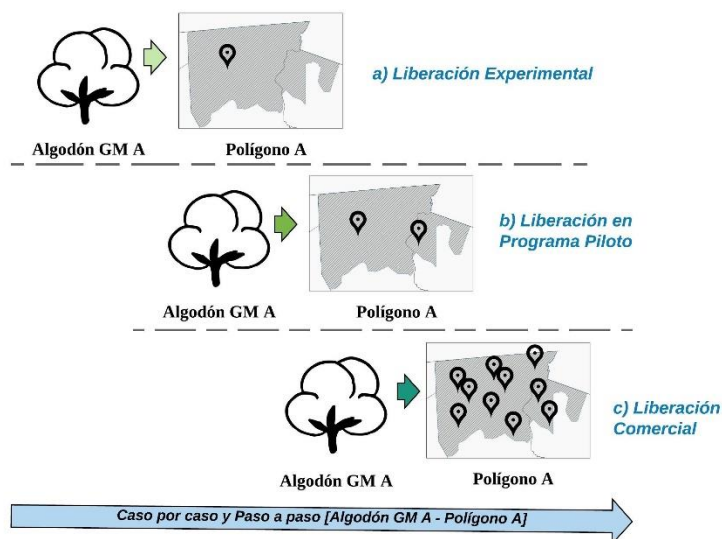 a) Liberación Experimental
Algodón GM A
Polígono A
b) Liberación en
Programa Piloto
Algodón GM A
Polígono A
c) Liberación
Comercial
Algodón GM A
Polígono A
Caso por caso y Paso a paso [Algodón GM A - Polígono A]